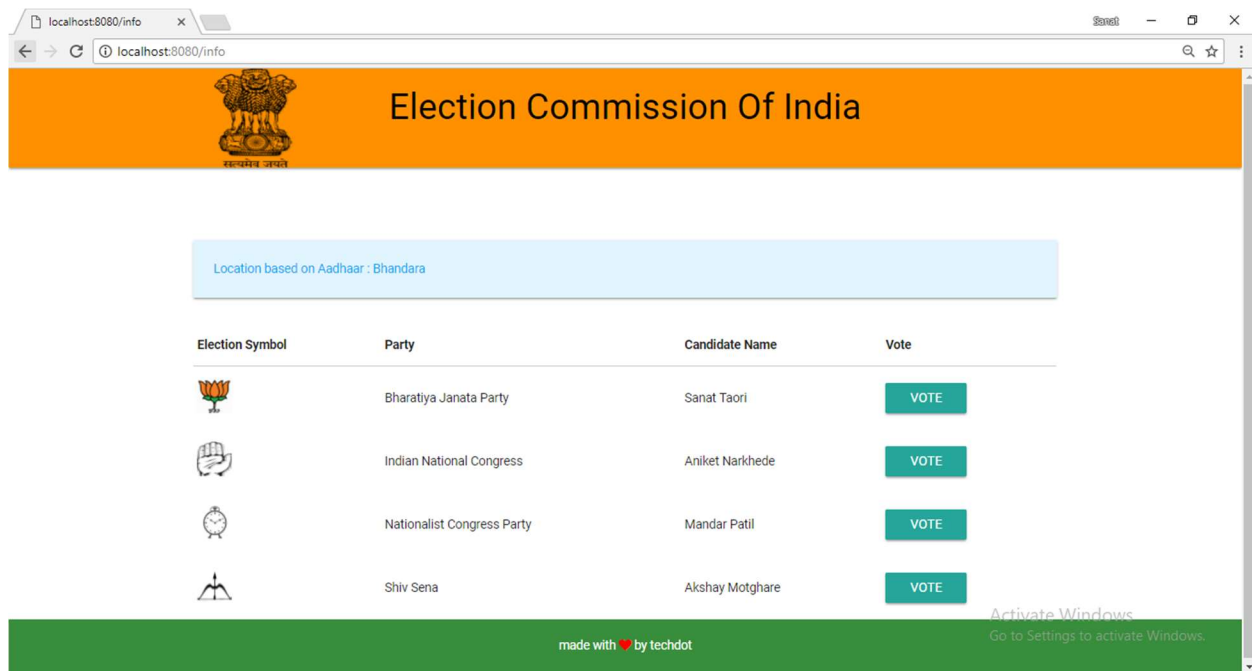 localhost:8080/info
Sanat
localhost:8080/info
Election Commission Of India
सत्यमेव जयते
Location based on Aadhaar : Bhandara
Election Symbol Party Candidate Name Vote
Bharatiya Janata Party Sanat Taori VOTE
Indian National Congress Aniket Narkhede VOTE
Nationalist Congress Party Mandar Patil VOTE
Shiv Sena Akshay Motghare VOTE
Activate Windows
Go to Settings to activate Windows.
made with ❤ by techdot